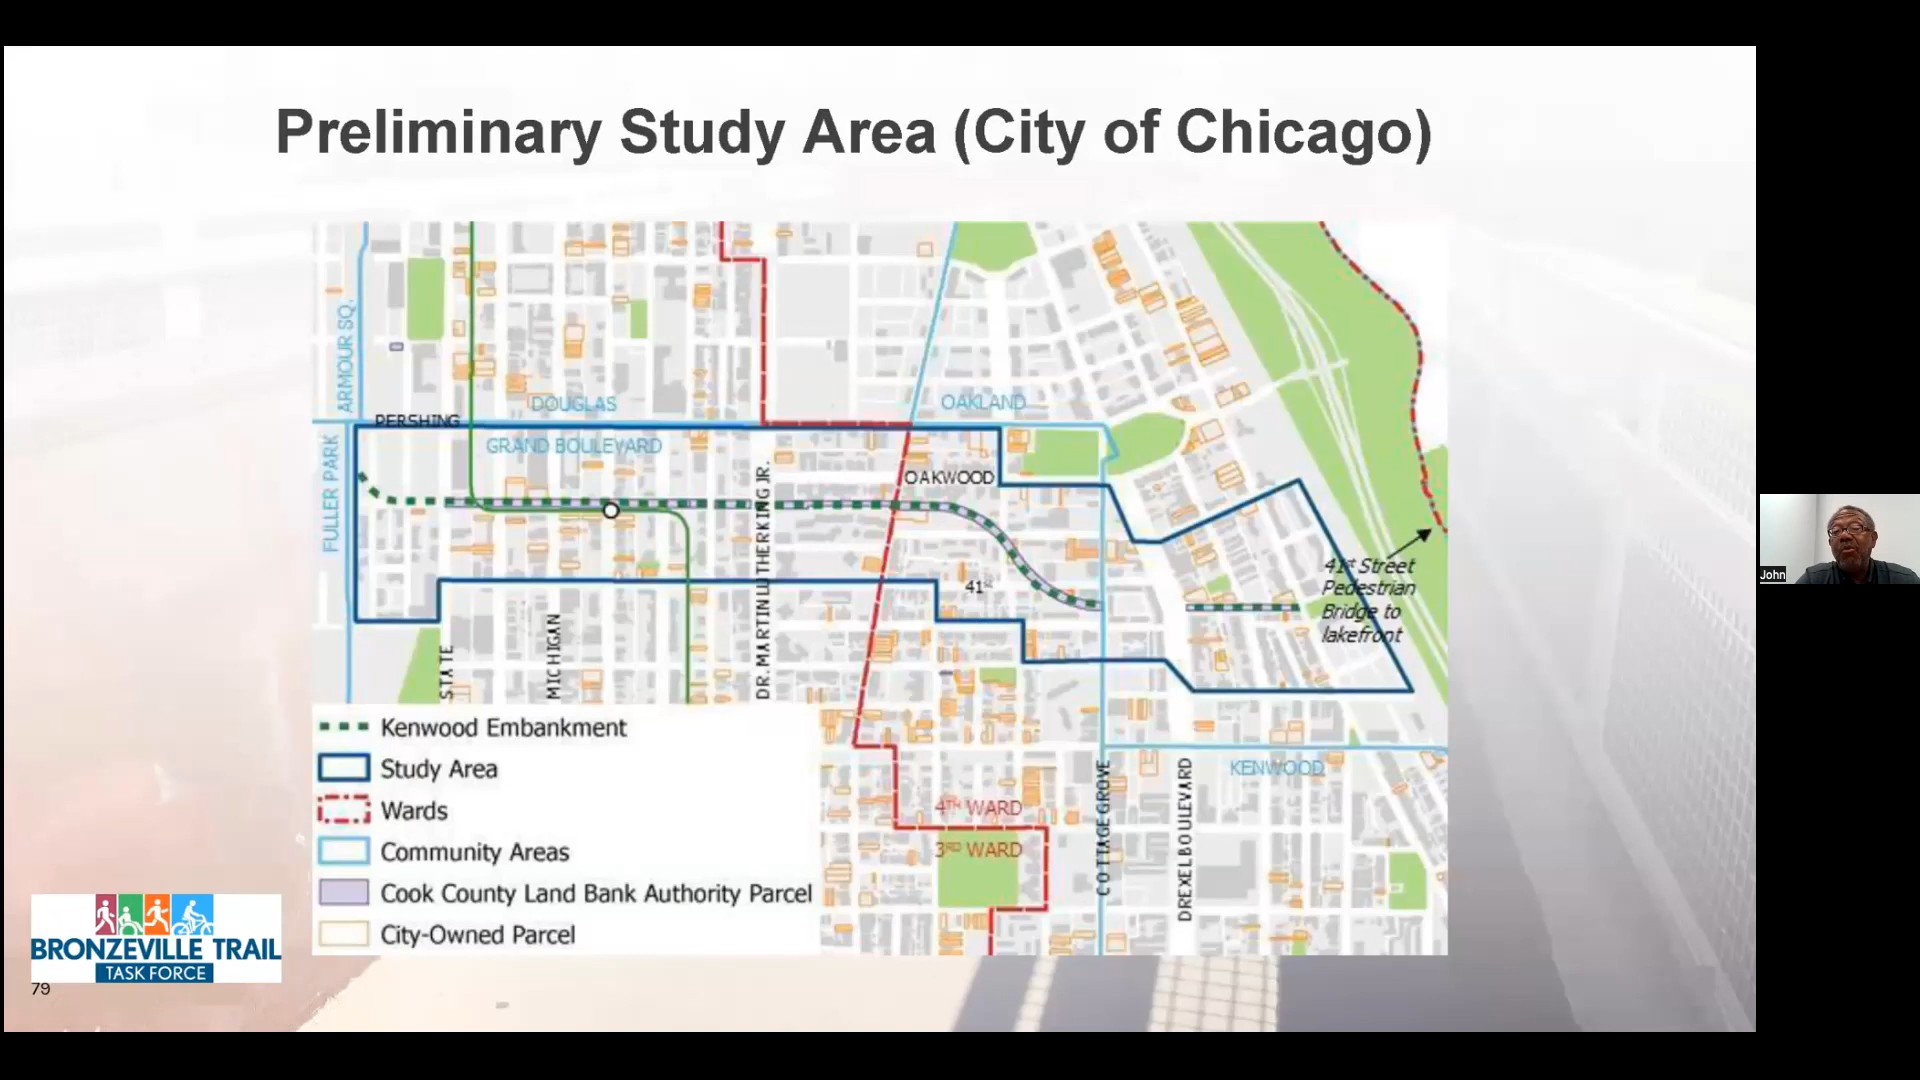 Preliminary Study Area (City of Chicago)
ARMOUR SQ.
DOUGLAS
OAKLAND
PERSHING
GRAND BOULEVARD
FULLER PARK
OAKWOOD
DR. MARTIN LUTHER KING JR.
41ST
41st Street
Pedestrian
Bridge to
lakefront
STATE
MICHIGAN
Kenwood Embankment
Study Area
Wards
Community Areas
Cook County Land Bank Authority Parcel
City-Owned Parcel
4TH WARD
3RD WARD
COTTAGE GROVE
DREXEL BOULEVARD
KENWOOD
BRONZEVILLE TRAIL
TASK FORCE
79
John